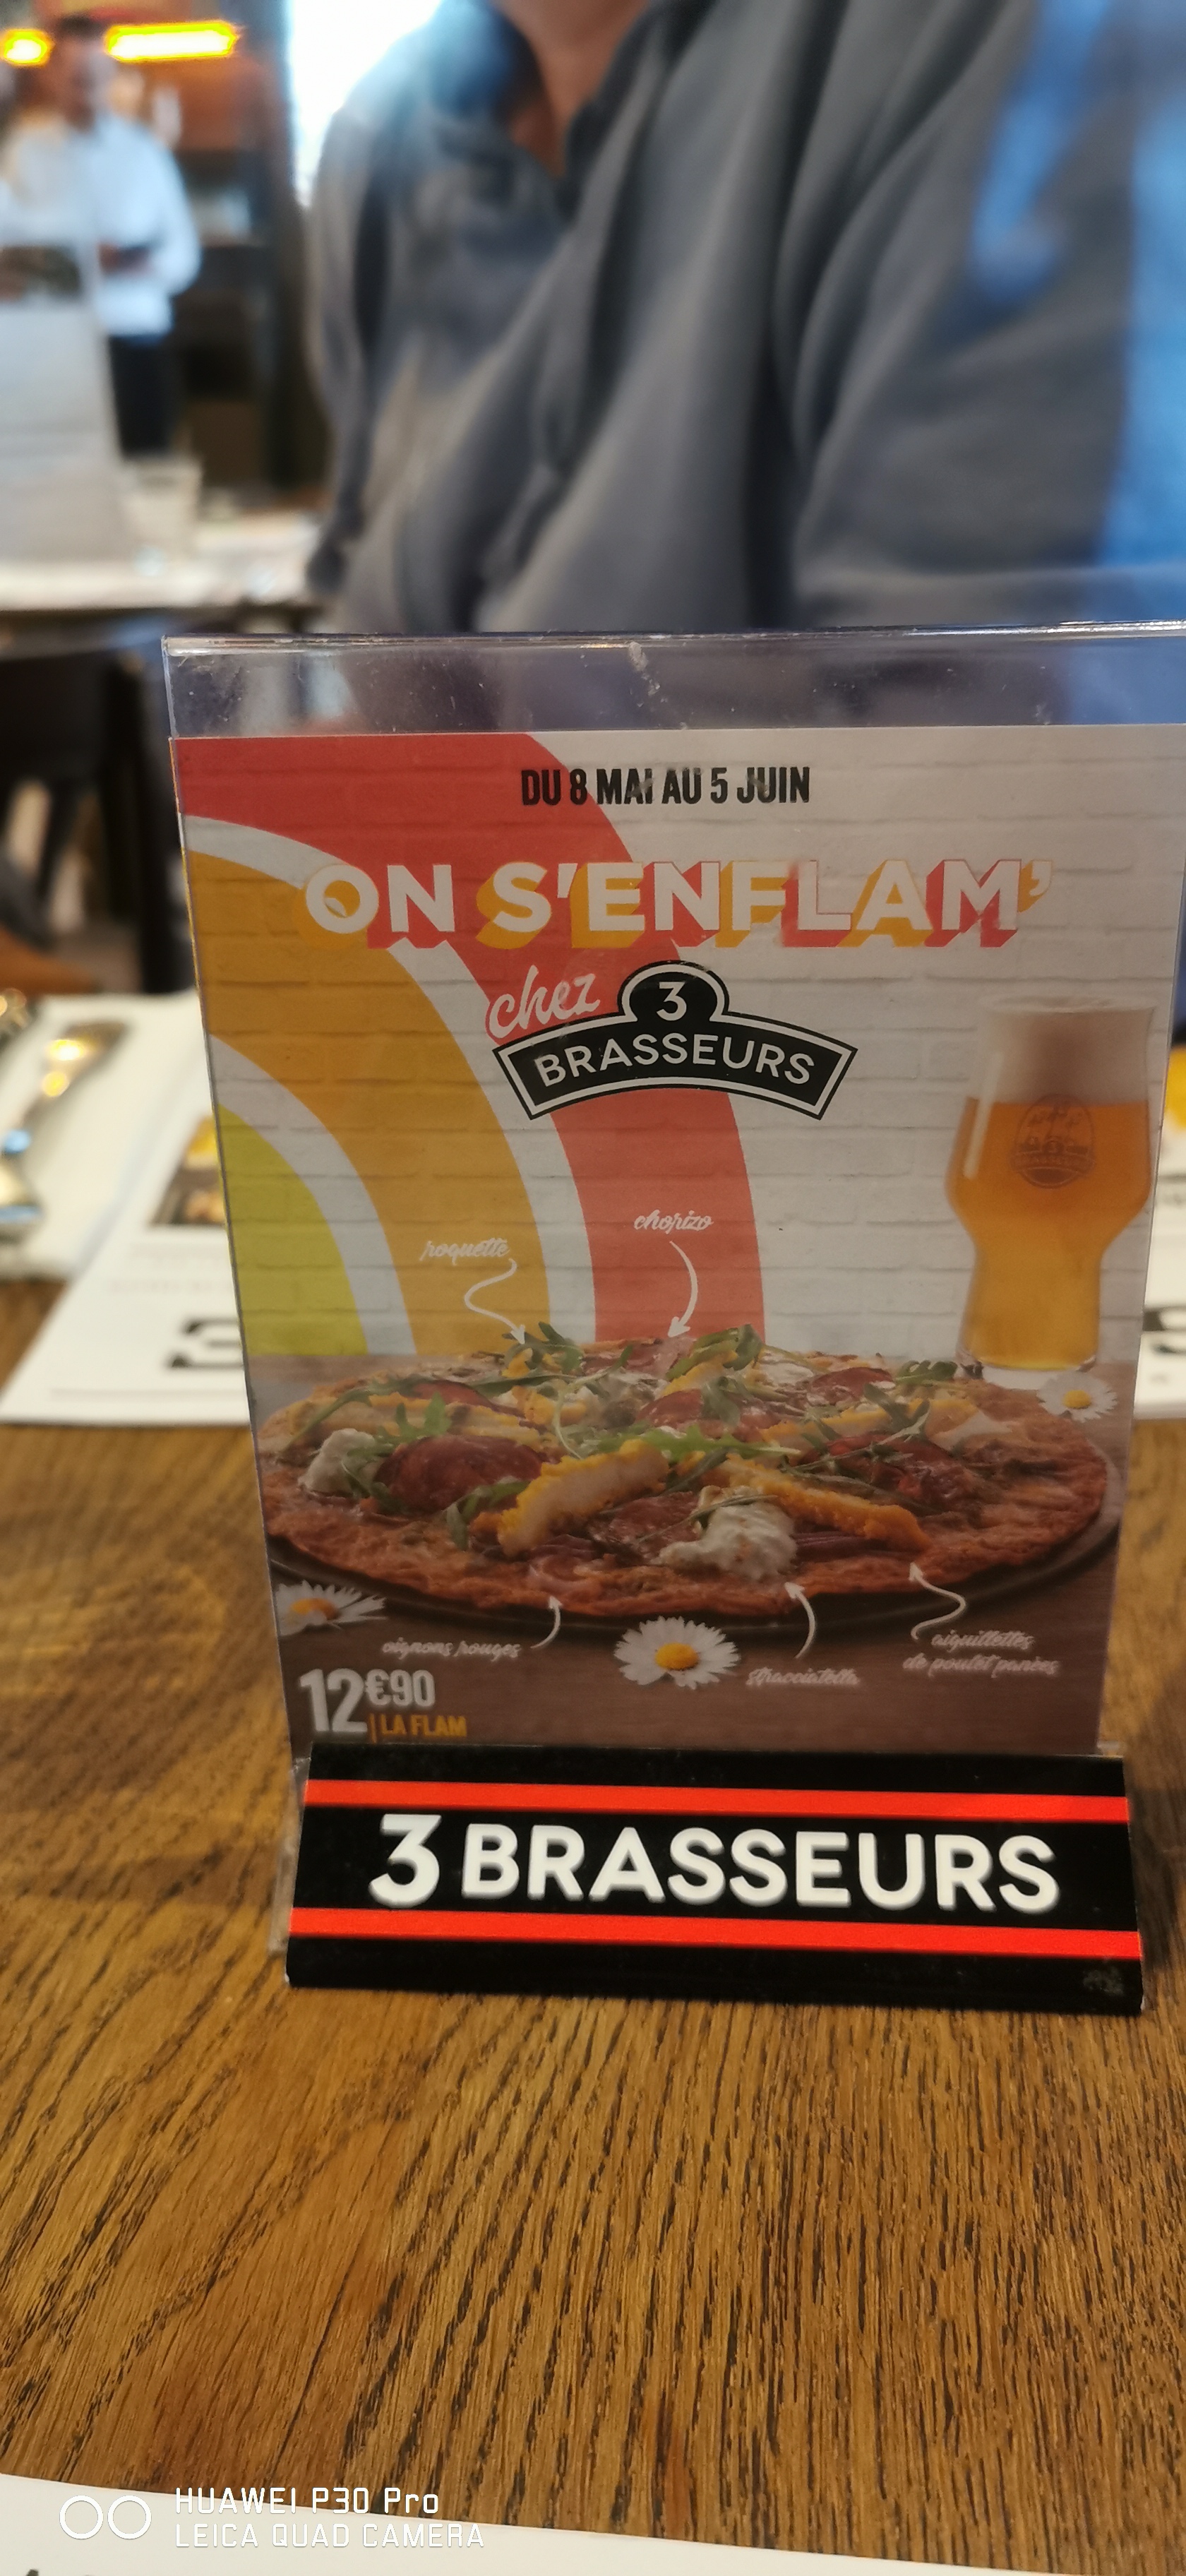 DU 8 MAI AU 5 JUIN
ON S'ENFLAM'
chez
3
BRASSEURS
chorizo
roquette
oignons rouges
stracciatella
aiguillettes
de poulet panées
12€90
| LA FLAM
3 BRASSEURS
HUAWEI P30 Pro
LEICA QUAD CAMERA